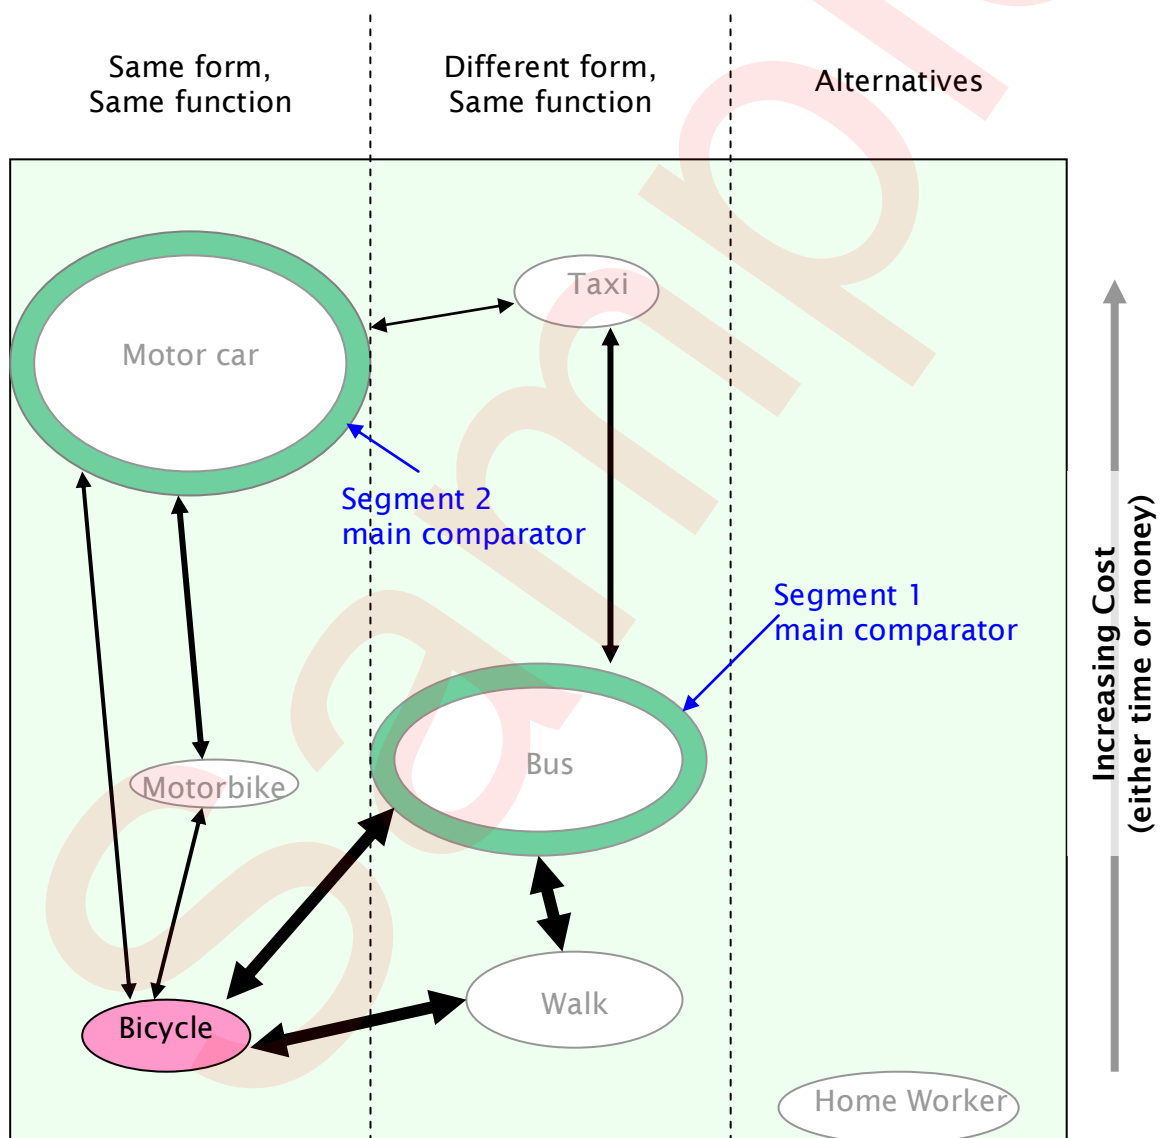 Same form,
Same function
Different form,
Same function
Alternatives
Taxi
Motor car
Segment 2
main comparator
Segment 1
main comparator
Increasing Cost
(either time or money)
Bus
Motorbike
Walk
Bicycle
Home Worker
Sample